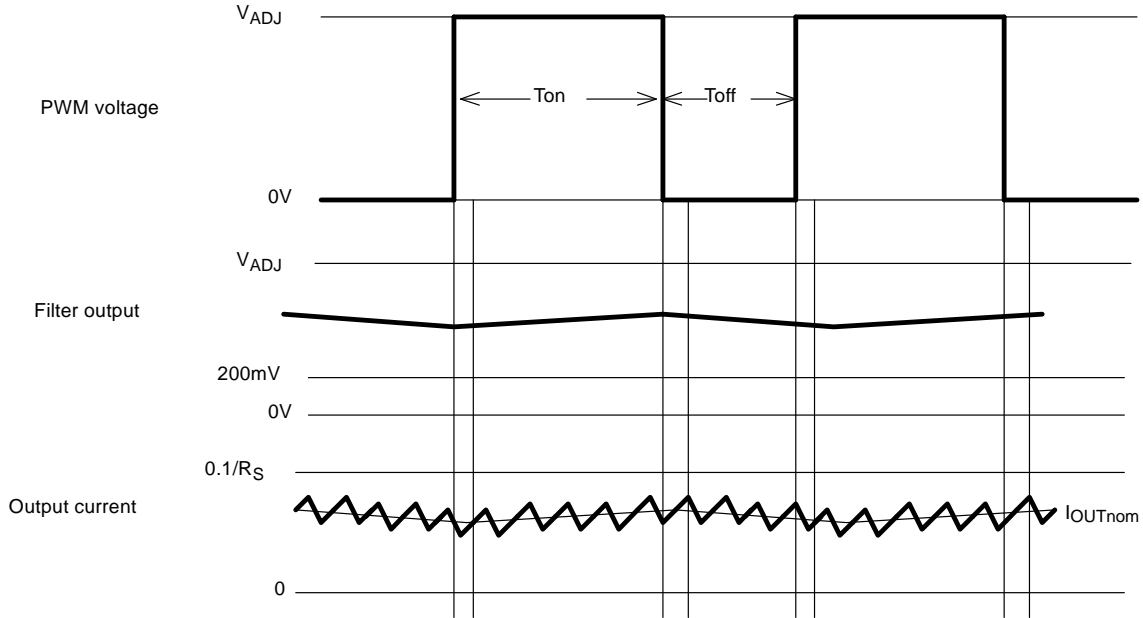 VADJ
Ton
Toff
PWM voltage
0V
VADJ
Filter output
200mV
0V
0.1/RS
Output current
IOUTnom
0